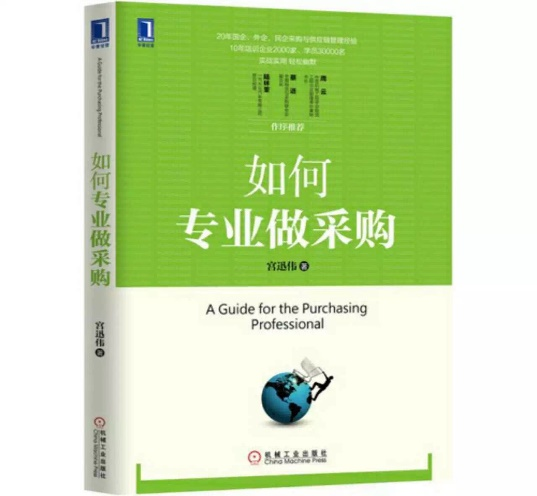 20年国企、外企、民企采购与供应链管理经验
10年培训企业2000家，学员30000名
实战实用 轻松幽默
作序推荐
如何
专业做采购
宫迅伟 著
A Guide for the Purchasing
Professional
机械工业出版社
China Machine Press
华章经管
A Guide for the Purchasing Professional
如何专业做采购
宫迅伟 著
机械工业出版社
China Machine Press